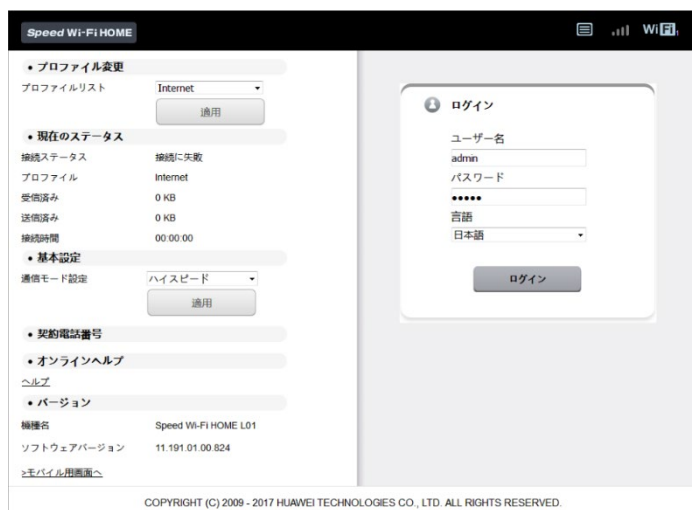 Speed Wi-Fi HOME
WiFi
• プロファイル変更
プロファイルリスト Internet
適用
• 現在のステータス
接続ステータス 接続に失敗
プロファイル Internet
受信済み 0 KB
送信済み 0 KB
接続時間 00:00:00
• 基本設定
通信モード設定 ハイスピード
適用
• 契約電話番号
• オンラインヘルプ
ヘルプ
• バージョン
機種名 Speed Wi-Fi HOME L01
ソフトウェアバージョン 11.191.01.00.824
>モバイル用画面へ
ログイン
ユーザー名
admin
パスワード
•••••
言語
日本語
ログイン
COPYRIGHT (C) 2009 - 2017 HUAWEI TECHNOLOGIES CO., LTD. ALL RIGHTS RESERVED.